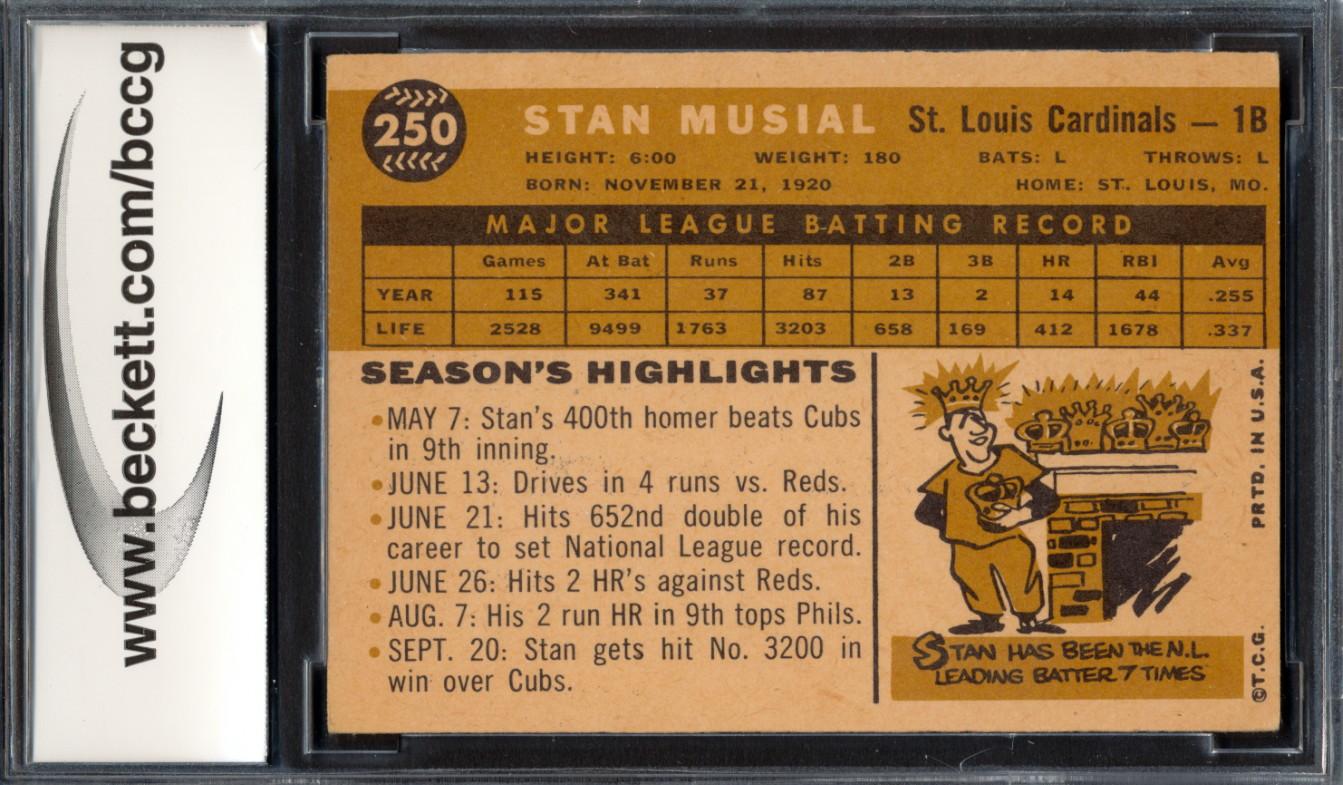 www.beckett.com/bccg
250
STAN MUSIAL St. Louis Cardinals — 1B
HEIGHT: 6:00 WEIGHT: 180 BATS: L THROWS: L
BORN: NOVEMBER 21, 1920 HOME: ST. LOUIS, MO.
MAJOR LEAGUE BATTING RECORD
Games At Bat Runs Hits 2B 3B HR RBI Avg
YEAR 115 341 37 87 13 2 14 44 .255
LIFE 2528 9499 1763 3203 658 169 412 1678 .337
SEASON'S HIGHLIGHTS
• MAY 7: Stan's 400th homer beats Cubs
in 9th inning.
• JUNE 13: Drives in 4 runs vs. Reds.
• JUNE 21: Hits 652nd double of his
career to set National League record.
• JUNE 26: Hits 2 HR's against Reds.
• AUG. 7: His 2 run HR in 9th tops Phils.
• SEPT. 20: Stan gets hit No. 3200 in
win over Cubs.
STAN HAS BEEN THE N.L.
LEADING BATTER 7 TIMES
©T.C.G. PRTD. IN U.S.A.